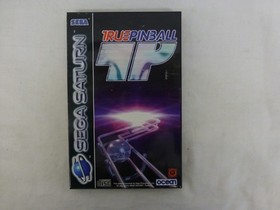 SEGA
TRUE PINBALL
TP
SEGA SATURN
ocean